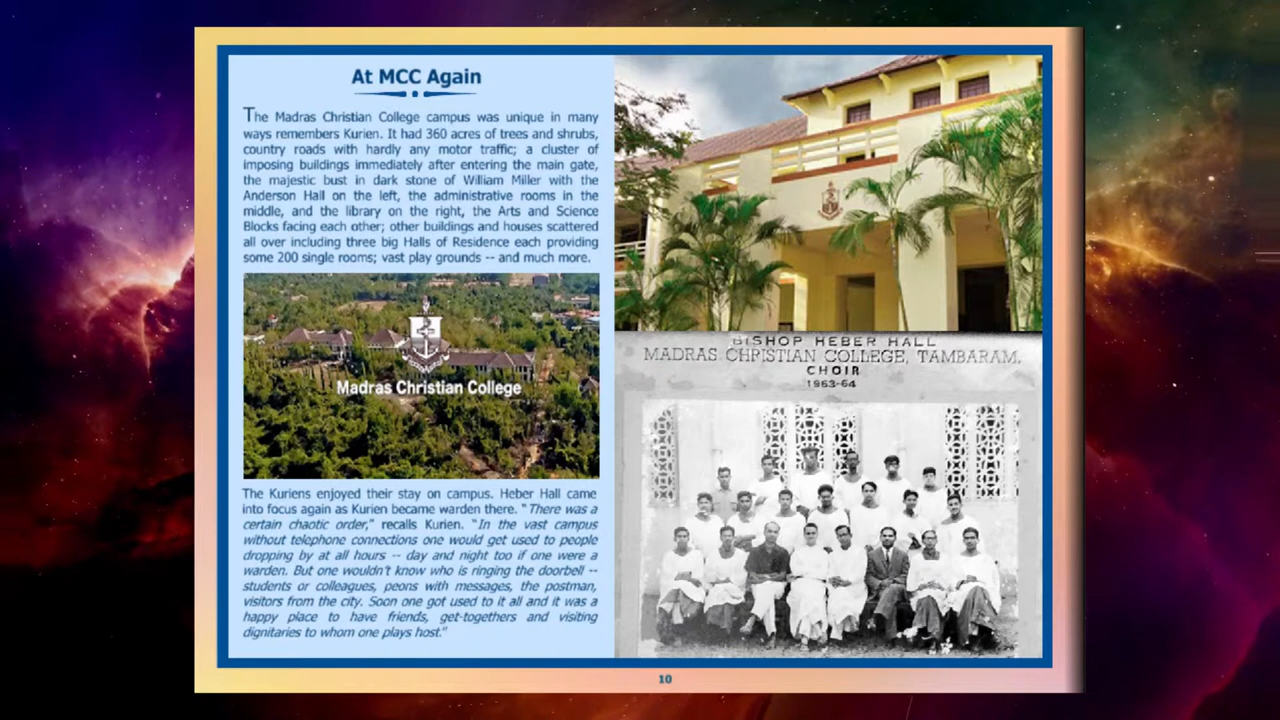 At MCC Again
The Madras Christian College campus was unique in many
ways remembers Kurien. It had 360 acres of trees and shrubs,
country roads with hardly any motor traffic; a cluster of
imposing buildings immediately after entering the main gate,
the majestic bust in dark stone of William Miller with the
Anderson Hall on the left, the administrative rooms in the
middle, and the library on the right, the Arts and Science
Blocks facing each other; other buildings and houses scattered
all over including three big Halls of Residence each providing
some 200 single rooms; vast play grounds -- and much more.
Madras Christian College
The Kuriens enjoyed their stay on campus. Heber Hall came
into focus again as Kurien became warden there. "There was a
certain chaotic order," recalls Kurien. "In the vast campus
without telephone connections one would get used to people
dropping by at all hours -- day and night too if one were a
warden. But one wouldn't know who is ringing the doorbell --
students or colleagues, peons with messages, the postman,
visitors from the city. Soon one got used to it all and it was a
happy place to have friends, get-togethers and visiting
dignitaries to whom one plays host."
BISHOP HEBER HALL
MADRAS CHRISTIAN COLLEGE, TAMBARAM.
CHOIR
1963-64
10